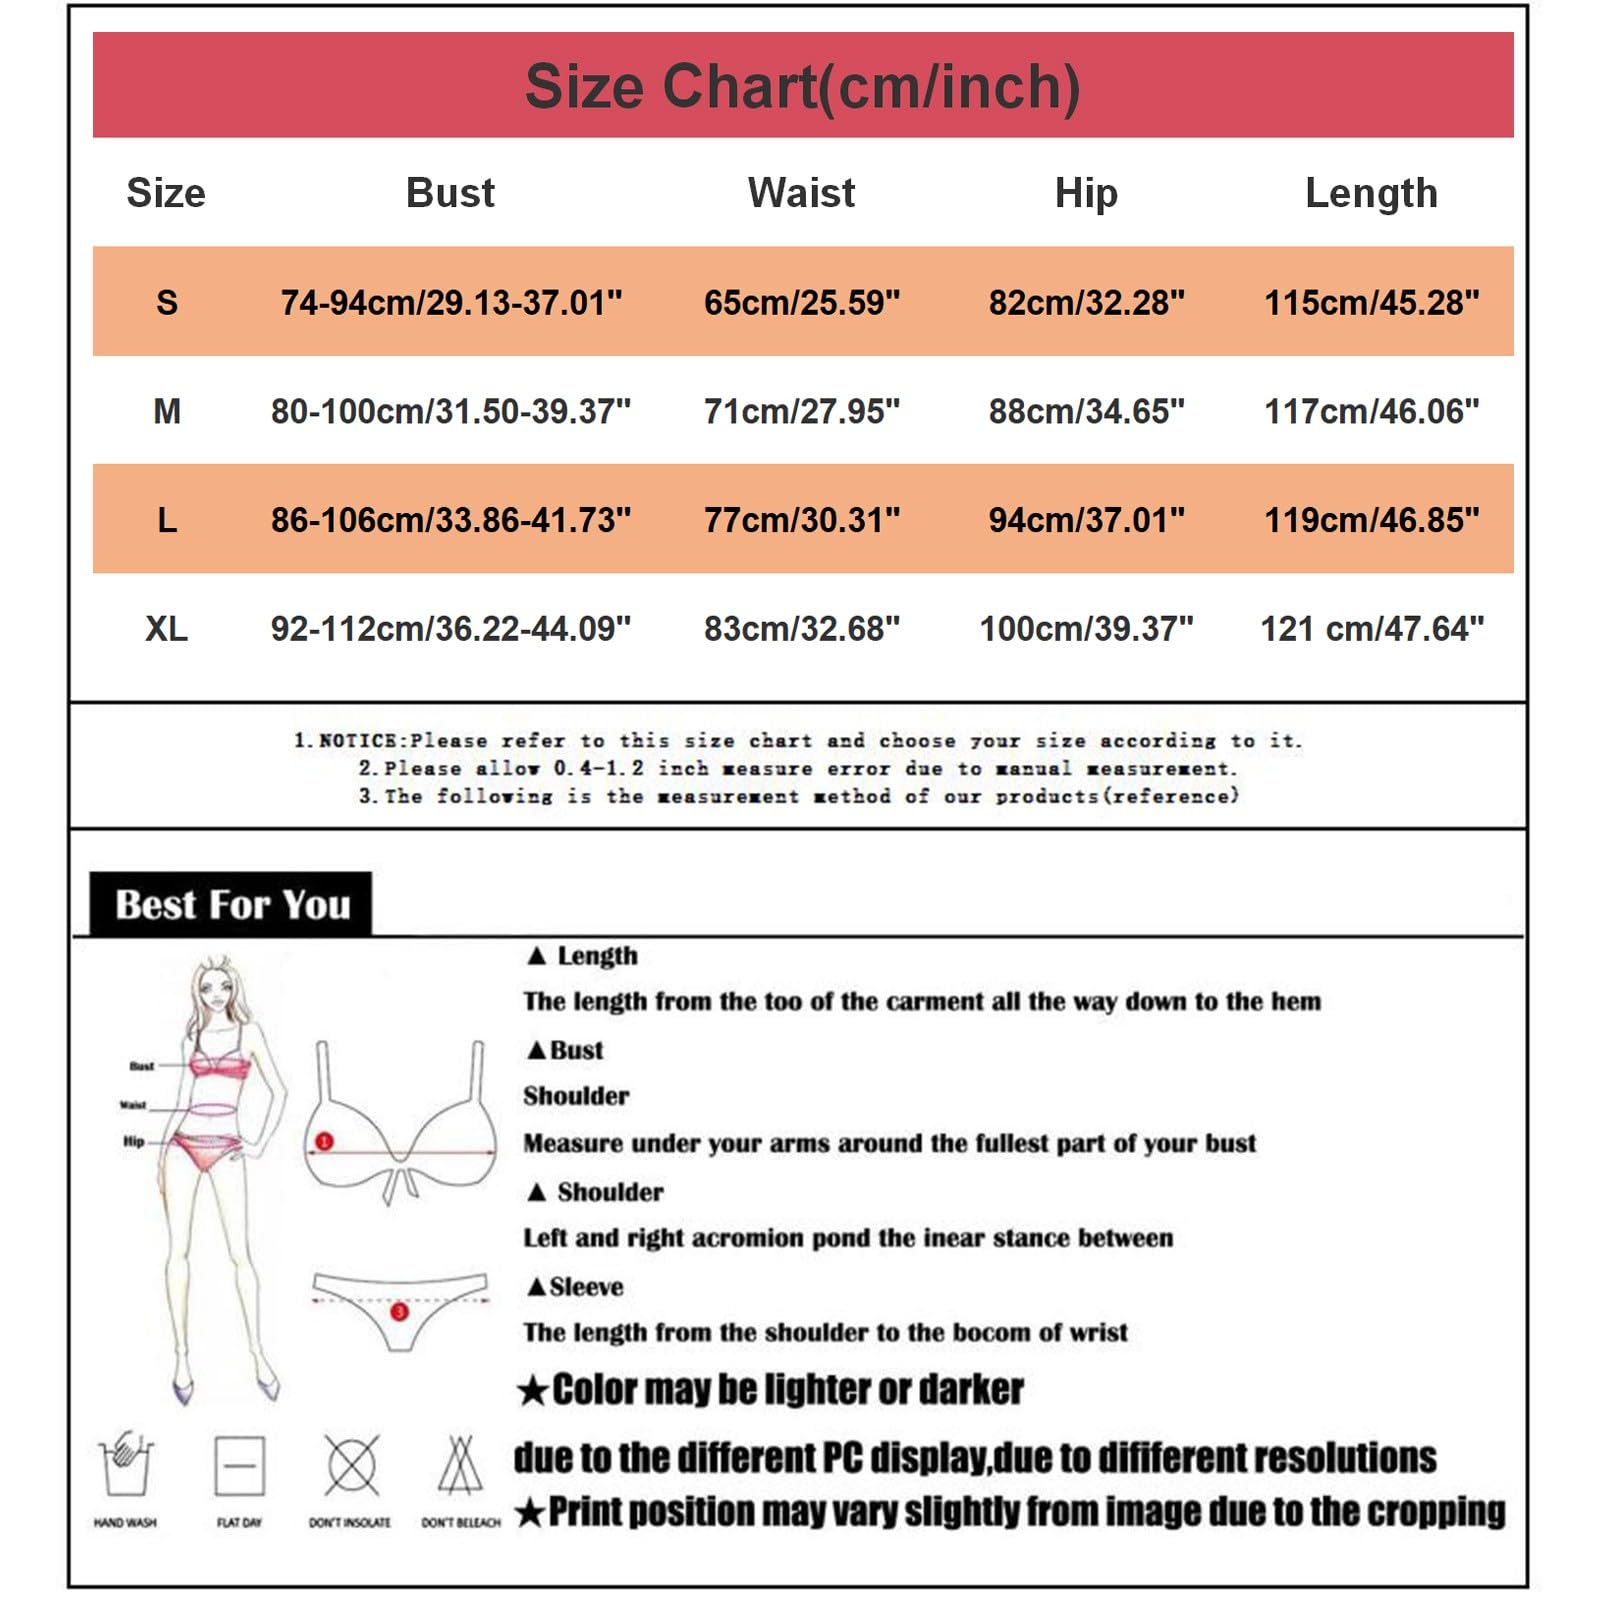 Size Chart(cm/inch)
Size Bust Waist Hip Length
S 74-94cm/29.13-37.01" 65cm/25.59" 82cm/32.28" 115cm/45.28"
M 80-100cm/31.50-39.37" 71cm/27.95" 88cm/34.65" 117cm/46.06"
L 86-106cm/33.86-41.73" 77cm/30.31" 94cm/37.01" 119cm/46.85"
XL 92-112cm/36.22-44.09" 83cm/32.68" 100cm/39.37" 121 cm/47.64"
1.NOTICE:Please refer to this size chart and choose your size according to it.
2.Please allow 0.4-1.2 inch measure error due to manual measurement.
3.The following is the measurement method of our products(reference)
Best For You
▲ Length
The length from the too of the carment all the way down to the hem
▲Bust
Shoulder
Measure under your arms around the fullest part of your bust
▲ Shoulder
Left and right acromion pond the inear stance between
▲Sleeve
The length from the shoulder to the bocom of wrist
★Color may be lighter or darker
due to the different PC display,due to dififferent resolutions
★Print position may vary slightly from image due to the cropping
Bust
Waist
Hip
1
3
HAND WASH FLAT DAY DON'T INSOLATE DON'T BELEACH